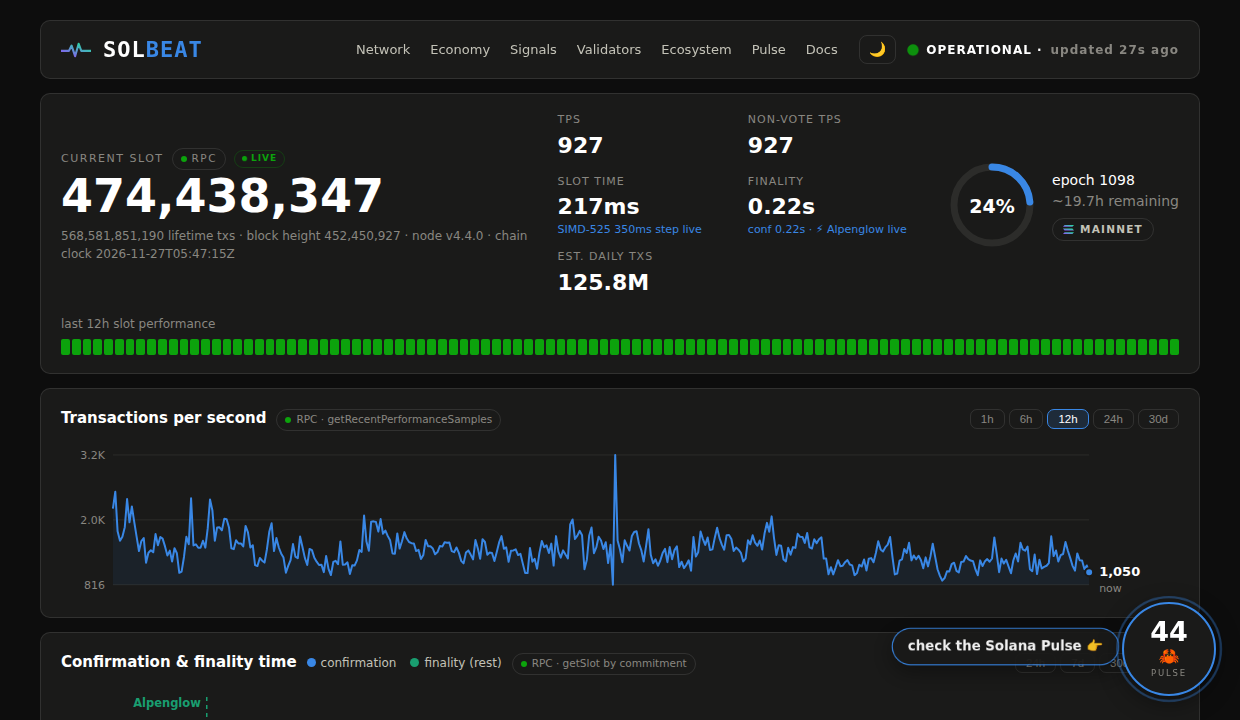 SOLBEAT
Network Economy Signals Validators Ecosystem Pulse Docs
OPERATIONAL · updated 27s ago
CURRENT SLOT RPC LIVE
474,438,347
568,581,851,190 lifetime txs · block height 452,450,927 · node v4.4.0 · chain
clock 2026-11-27T05:47:15Z
TPS
927
NON-VOTE TPS
927
SLOT TIME
217ms
SIMD-525 350ms step live
FINALITY
0.22s
conf 0.22s · ⚡ Alpenglow live
EST. DAILY TXS
125.8M
24%
epoch 1098
~19.7h remaining
MAINNET
last 12h slot performance
Transactions per second RPC · getRecentPerformanceSamples
1h 6h 12h 24h 30d
3.2K
2.0K
816
1,050
now
Confirmation & finality time confirmation finality (rest) RPC · getSlot by commitment
check the Solana Pulse 👉
44
PULSE
Alpenglow